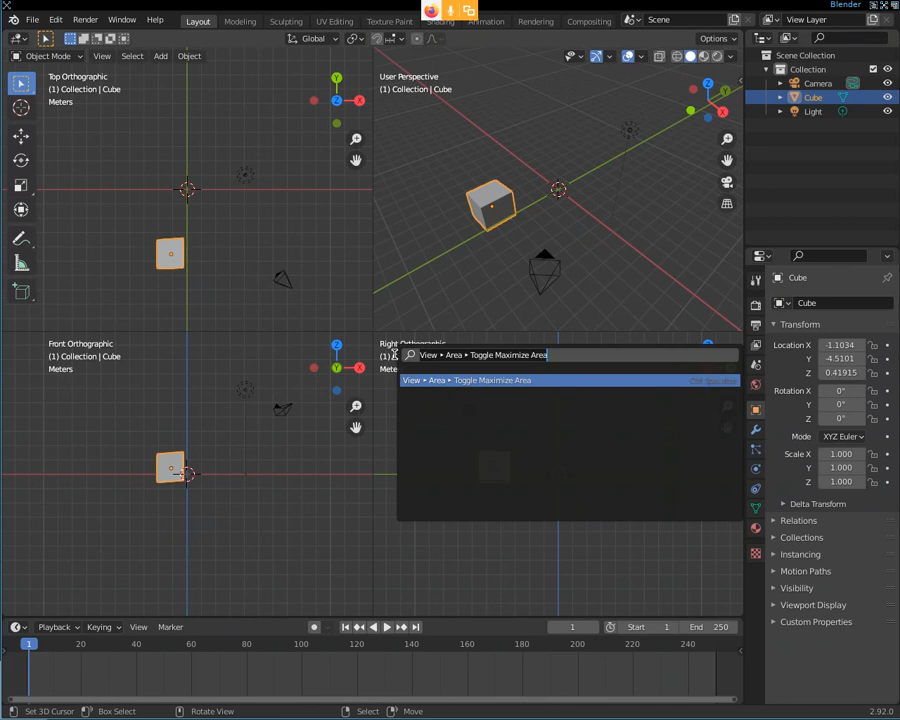 Blender
File Edit Render Window Help Layout Modeling Sculpting UV Editing Texture Paint Animation Rendering Compositing Scene View Layer
Global Options
Object Mode View Select Add Object
Top Orthographic
(1) Collection | Cube
Meters
User Perspective
(1) Collection | Cube
Y
Z X
Z
Y
X
Front Orthographic
(1) Collection | Cube
Meters
Z
Y X
Right Orthographic
(1)
Mete
View ▸ Area ▸ Toggle Maximize Area
View ▸ Area ▸ Toggle Maximize Area
Scene Collection
Collection
Camera
Cube
Light
Cube
Cube
Transform
Location X -1.1034
Y -4.5101
Z 0.41915
Rotation X 0°
Y 0°
Z 0°
Mode XYZ Euler
Scale X 1.000
Y 1.000
Z 1.000
Delta Transform
Relations
Collections
Instancing
Motion Paths
Visibility
Viewport Display
Custom Properties
Playback Keying View Marker 1 Start 1 End 250
1 20 40 60 80 100 120 140 160 180 200 220 240
Set 3D Cursor Box Select Rotate View Select Move 2.92.0